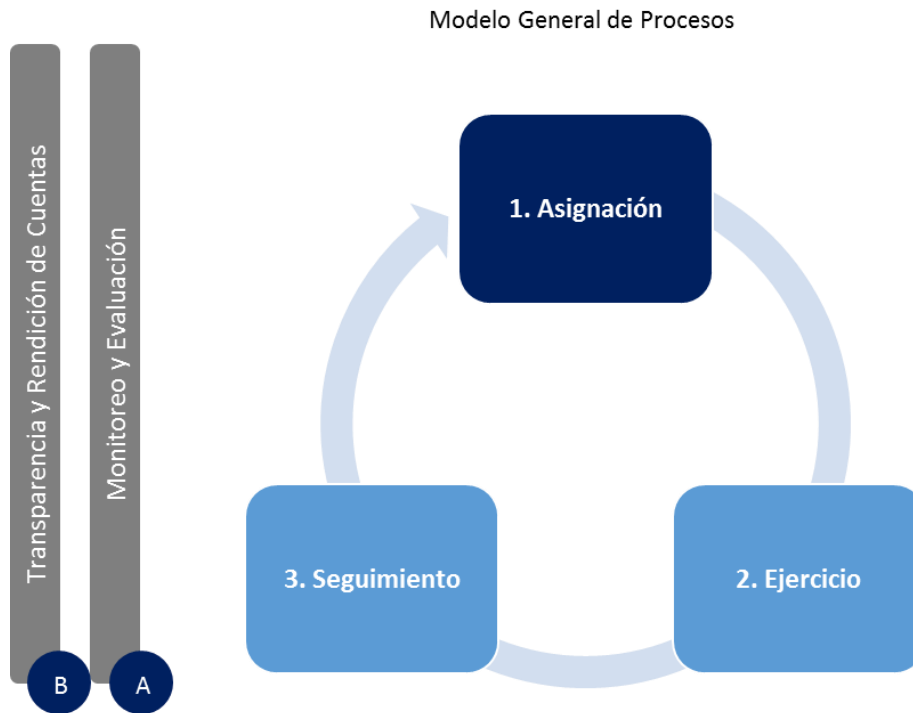 Modelo General de Procesos
Transparencia y Rendición de Cuentas
Monitoreo y Evaluación
1. Asignación
3. Seguimiento
2. Ejercicio
B
A